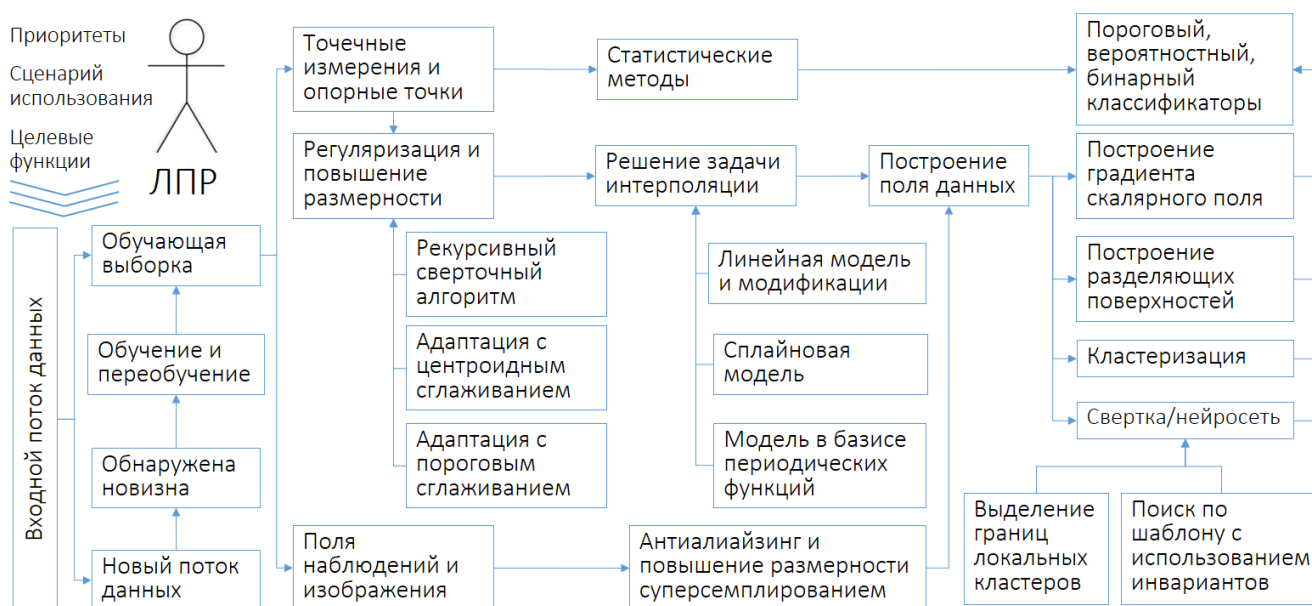 Приоритеты
Сценарий
использования
Целевые
функции
ЛПР
Входной поток данных
Обучающая
выборка
Обучение и
переобучение
Обнаружена
новизна
Новый поток
данных
Точечные
измерения и
опорные точки
Регуляризация и
повышение
размерности
Рекурсивный
сверточный
алгоритм
Адаптация с
центроидным
сглаживанием
Адаптация с
пороговым
сглаживанием
Поля
наблюдений и
изображения
Статистические
методы
Решение задачи
интерполяции
Линейная модель
и модификации
Сплайновая
модель
Модель в базисе
периодических
функций
Антиалиайзинг и
повышение размерности
суперсемплированием
Построение
поля данных
Пороговый,
вероятностный,
бинарный
классификаторы
Построение
градиента
скалярного поля
Построение
разделяющих
поверхностей
Кластеризация
Свертка/нейросеть
Выделение
границ
локальных
кластеров
Поиск по
шаблону с
использованием
инвариантов